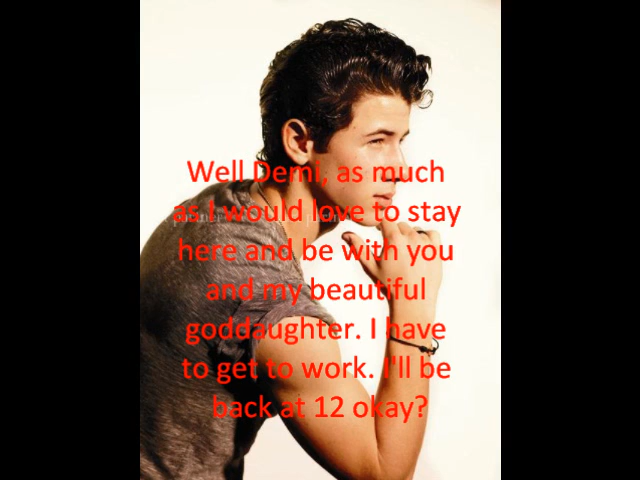 Well Demi, as much
as I would love to stay
here and be with you
and my beautiful
goddaughter. I have
to get to work. I'll be
back at 12 okay?